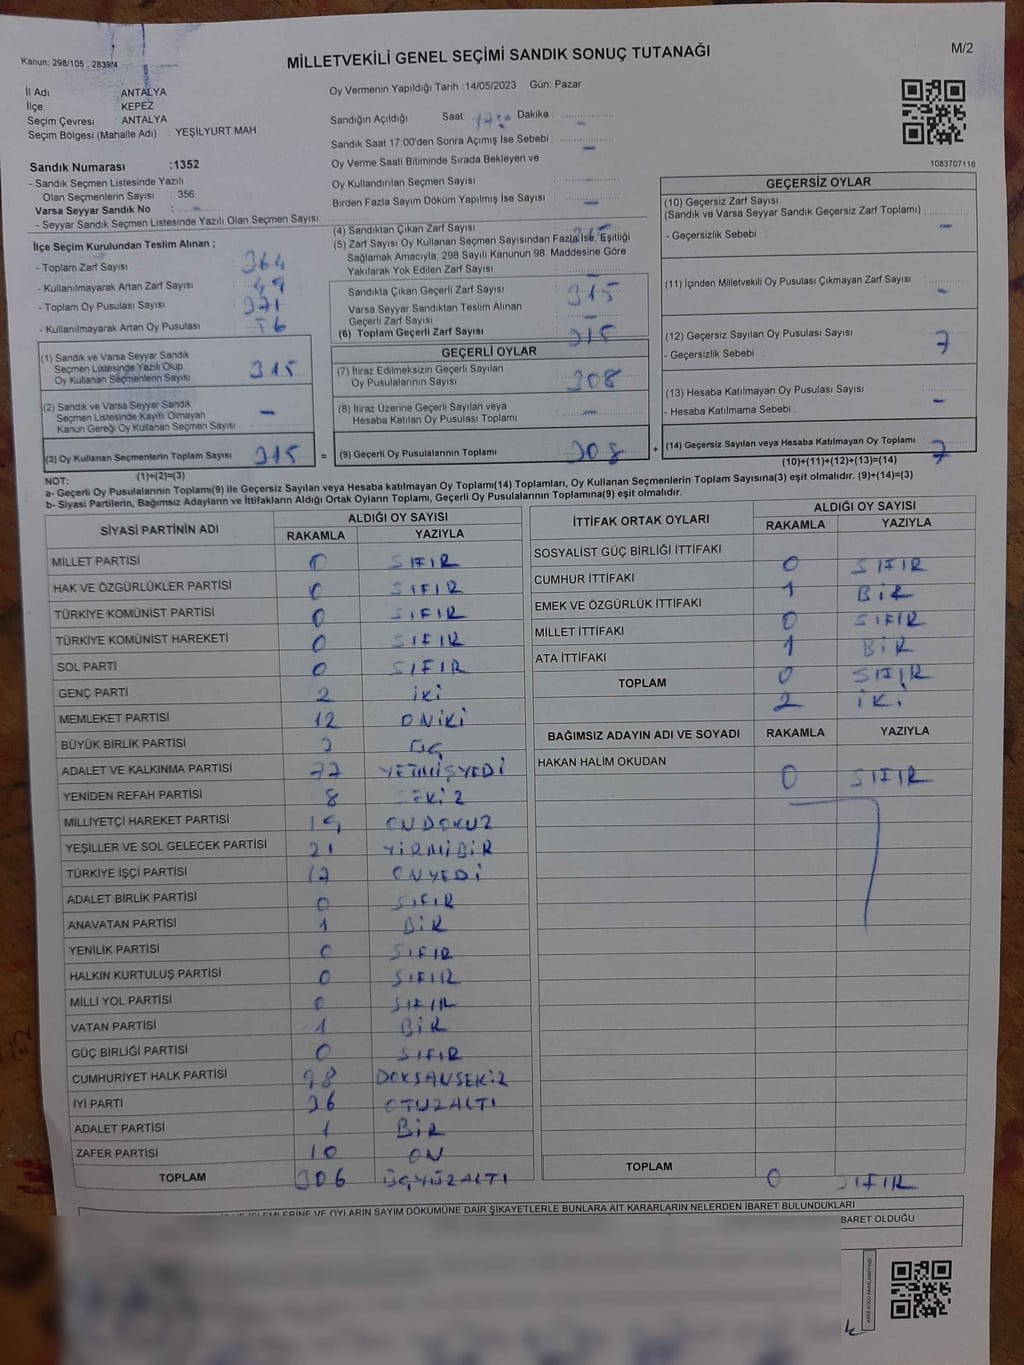 Kanun: 298/105 , 2839/4
MİLLETVEKİLİ GENEL SEÇİMİ SANDIK SONUÇ TUTANAĞI
M/2
İl Adı : ANTALYA
İlçe : KEPEZ
Seçim Çevresi : ANTALYA
Seçim Bölgesi (Mahalle Adı) : YEŞİLYURT MAH
Oy Vermenin Yapıldığı Tarih :14/05/2023 Gün: Pazar
Sandığın Açıldığı Saat: Dakika :
Sandık Saat 17.00'den Sonra Açımış İse Sebebi : -
Oy Verme Saati Bitiminde Sırada Bekleyen ve
Oy Kullandırılan Seçmen Sayısı : -
Birden Fazla Sayım Döküm Yapılmış İse Sayısı : -
1083707116
Sandık Numarası :1352
- Sandık Seçmen Listesinde Yazılı
Olan Seçmenlerin Sayısı : 356
Varsa Seyyar Sandık No : -
- Seyyar Sandık Seçmen Listesinde Yazılı Olan Seçmen Sayısı
İlçe Seçim Kurulundan Teslim Alınan ;
- Toplam Zarf Sayısı : 364
- Kullanılmayarak Artan Zarf Sayısı : 49
- Toplam Oy Pusulası Sayısı : 371
- Kullanılmayarak Artan Oy Pusulası : 56
(1) Sandık ve Varsa Seyyar Sandık
Seçmen Listesinde Yazılı Olup
Oy Kullanan Seçmenlerin Sayısı : 315
(2) Sandık ve Varsa Seyyar Sandık
Seçmen Listesinde Kayıtlı Olmayan
Kanun Gereği Oy Kullanan Seçmen Sayısı : -
(3) Oy Kullanan Seçmenlerin Toplam Sayısı 315
(1)+(2)=(3)
(4) Sandıktan Çıkan Zarf Sayısı : 315
(5) Zarf Sayısı Oy Kullanan Seçmen Sayısından Fazla İse, Eşitliği
Sağlamak Amacıyla, 298 Sayılı Kanunun 98. Maddesine Göre
Yakılarak Yok Edilen Zarf Sayısı :
Sandıkta Çıkan Geçerli Zarf Sayısı : 315
Varsa Seyyar Sandıktan Teslim Alınan
Geçerli Zarf Sayısı : -
(6) Toplam Geçerli Zarf Sayısı : 315
GEÇERLİ OYLAR
(7) İtiraz Edilmeksizin Geçerli Sayılan
Oy Pusulalarının Sayısı : 308
(8) İtiraz Üzerine Geçerli Sayılan veya
Hesaba Katılan Oy Pusulası Toplamı : -
= (9) Geçerli Oy Pusulalarının Toplamı 308
GEÇERSİZ OYLAR
(10) Geçersiz Zarf Sayısı
(Sandık ve Varsa Seyyar Sandık Geçersiz Zarf Toplamı) :
- Geçersizlik Sebebi : -
(11) İçinden Milletvekili Oy Pusulası Çıkmayan Zarf Sayısı : -
(12) Geçersiz Sayılan Oy Pusulası Sayısı : 7
- Geçersizlik Sebebi :
(13) Hesaba Katılmayan Oy Pusulası Sayısı : -
- Hesaba Katılmama Sebebi :
+ (14) Geçersiz Sayılan veya Hesaba Katılmayan Oy Toplamı 7
(10)+(11)+(12)+(13)=(14)
NOT:
a- Geçerli Oy Pusulalarının Toplamı(9) ile Geçersiz Sayılan veya Hesaba katılmayan Oy Toplamı(14) Toplamları, Oy Kullanan Seçmenlerin Toplam Sayısına(3) eşit olmalıdır. (9)+(14)=(3)
b- Siyasi Partilerin, Bağımsız Adayların ve İttifakların Aldığı Ortak Oyların Toplamı, Geçerli Oy Pusulalarının Toplamına(9) eşit olmalıdır.
SİYASİ PARTİNİN ADI ALDIĞI OY SAYISI
RAKAMLA YAZIYLA
MİLLET PARTİSİ 0 SIFIR
HAK VE ÖZGÜRLÜKLER PARTİSİ 0 SIFIR
TÜRKİYE KOMÜNİST PARTİSİ 0 SIFIR
TÜRKİYE KOMÜNİST HAREKETİ 0 SIFIR
SOL PARTİ 0 SIFIR
GENÇ PARTİ 2 İKİ
MEMLEKET PARTİSİ 12 ONİKİ
BÜYÜK BİRLİK PARTİSİ 3 ÜÇ
ADALET VE KALKINMA PARTİSİ 77 YETMİŞYEDİ
YENİDEN REFAH PARTİSİ 8 SEKİZ
MİLLİYETÇİ HAREKET PARTİSİ 19 ONDOKUZ
YEŞİLLER VE SOL GELECEK PARTİSİ 21 YİRMİBİR
TÜRKİYE İŞÇİ PARTİSİ 17 ONYEDİ
ADALET BİRLİK PARTİSİ 0 SIFIR
ANAVATAN PARTİSİ 1 BİR
YENİLİK PARTİSİ 0 SIFIR
HALKIN KURTULUŞ PARTİSİ 0 SIFIR
MİLLİ YOL PARTİSİ 0 SIFIR
VATAN PARTİSİ 1 BİR
GÜÇ BİRLİĞİ PARTİSİ 0 SIFIR
CUMHURİYET HALK PARTİSİ 98 DOKSANSEKİZ
İYİ PARTİ 36 OTUZALTI
ADALET PARTİSİ 1 BİR
ZAFER PARTİSİ 10 ON
TOPLAM 306 ÜÇYÜZALTI
İTTİFAK ORTAK OYLARI ALDIĞI OY SAYISI
RAKAMLA YAZIYLA
SOSYALİST GÜÇ BİRLİĞİ İTTİFAKI 0 SIFIR
CUMHUR İTTİFAKI 1 BİR
EMEK VE ÖZGÜRLÜK İTTİFAKI 0 SIFIR
MİLLET İTTİFAKI 1 BİR
ATA İTTİFAKI 0 SIFIR
TOPLAM 2 İKİ
BAĞIMSIZ ADAYIN ADI VE SOYADI RAKAMLA YAZIYLA
HAKAN HALİM OKUDAN 0 SIFIR
TOPLAM 0 SIFIR
İŞLEMLERİNE VE OYLARIN SAYIM DÖKÜMÜNE DAİR ŞİKAYETLERLE BUNLARA AİT KARARLARIN NELERDEN İBARET BULUNDUKLARI
BARET OLDUĞU